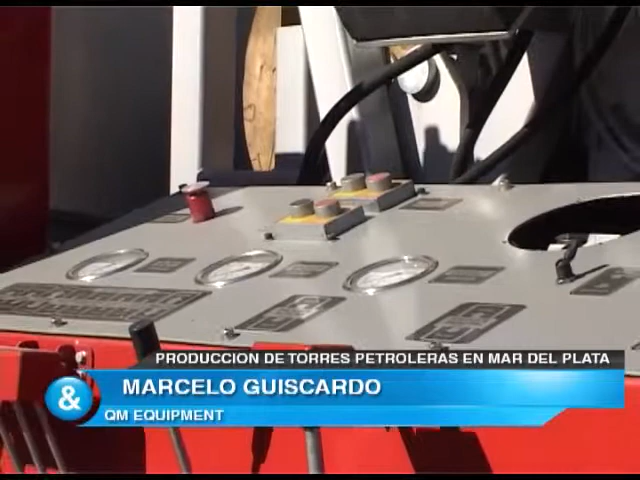 PRODUCCION DE TORRES PETROLERAS EN MAR DEL PLATA
MARCELO GUISCARDO
&
QM EQUIPMENT